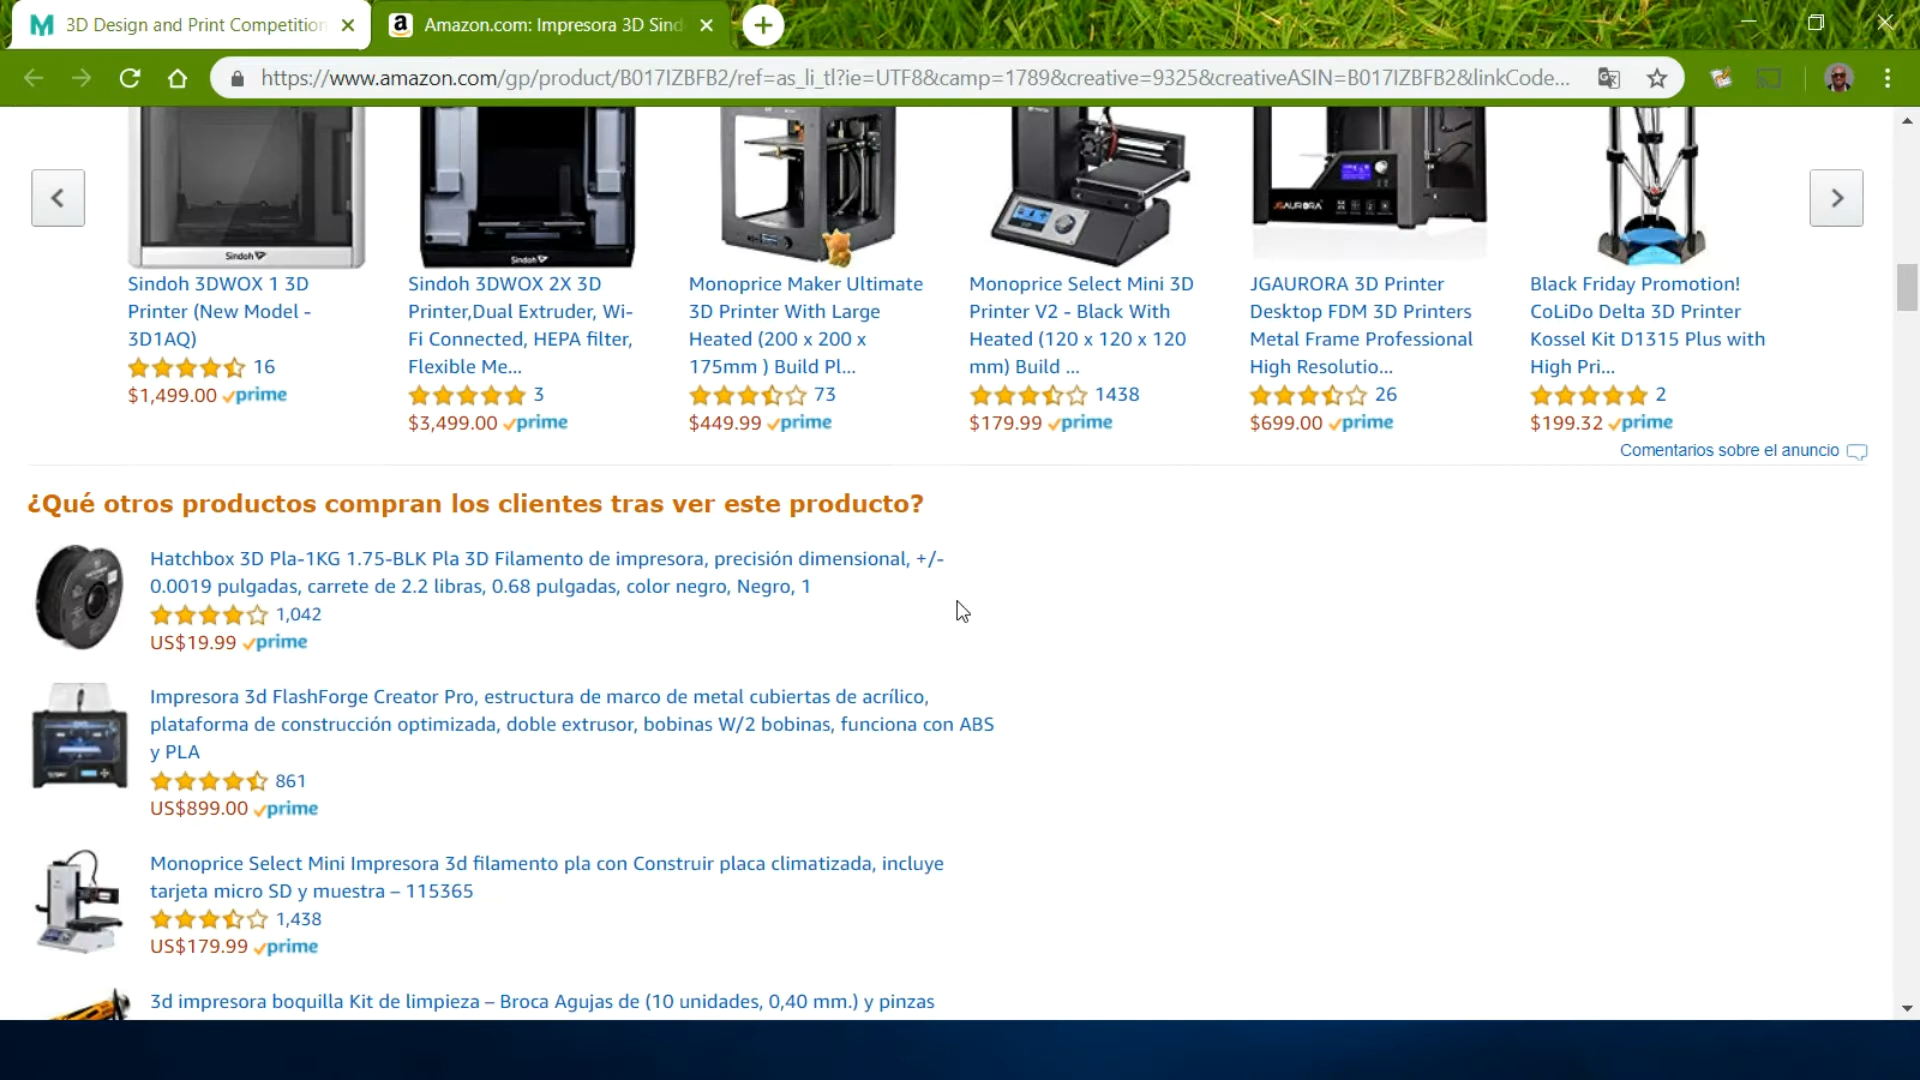 3D Design and Print Competition
Amazon.com: Impresora 3D Sind
https://www.amazon.com/gp/product/B017IZBFB2/ref=as_li_tl?ie=UTF8&camp=1789&creative=9325&creativeASIN=B017IZBFB2&linkCode...
Sindoh
Sindoh
JGAURORA
Sindoh 3DWOX 1 3D
Printer (New Model -
3D1AQ)
16
$1,499.00 prime
Sindoh 3DWOX 2X 3D
Printer,Dual Extruder, Wi-
Fi Connected, HEPA filter,
Flexible Me...
3
$3,499.00 prime
Monoprice Maker Ultimate
3D Printer With Large
Heated (200 x 200 x
175mm ) Build Pl...
73
$449.99 prime
Monoprice Select Mini 3D
Printer V2 - Black With
Heated (120 x 120 x 120
mm) Build ...
1438
$179.99 prime
JGAURORA 3D Printer
Desktop FDM 3D Printers
Metal Frame Professional
High Resolutio...
26
$699.00 prime
Black Friday Promotion!
CoLiDo Delta 3D Printer
Kossel Kit D1315 Plus with
High Pri...
2
$199.32 prime
Comentarios sobre el anuncio
¿Qué otros productos compran los clientes tras ver este producto?
Hatchbox 3D Pla-1KG 1.75-BLK Pla 3D Filamento de impresora, precisión dimensional, +/-
0.0019 pulgadas, carrete de 2.2 libras, 0.68 pulgadas, color negro, Negro, 1
1,042
US$19.99 prime
Impresora 3d FlashForge Creator Pro, estructura de marco de metal cubiertas de acrílico,
plataforma de construcción optimizada, doble extrusor, bobinas W/2 bobinas, funciona con ABS
y PLA
861
US$899.00 prime
Monoprice Select Mini Impresora 3d filamento pla con Construir placa climatizada, incluye
tarjeta micro SD y muestra – 115365
1,438
US$179.99 prime
3d impresora boquilla Kit de limpieza – Broca Agujas de (10 unidades, 0,40 mm.) y pinzas